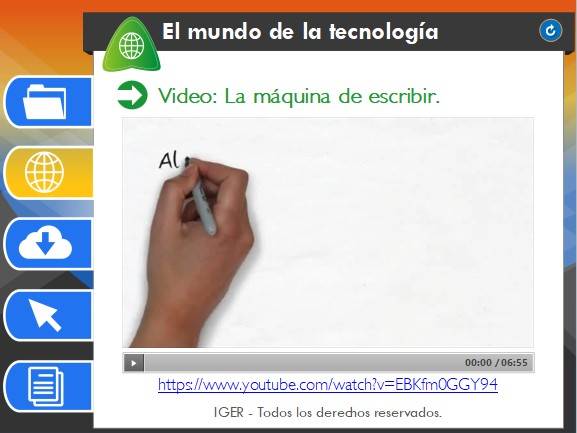 El mundo de la tecnología
Video: La máquina de escribir.
Al
00:00 / 06:55
https://www.youtube.com/watch?v=EBKfm0GGY94
IGER - Todos los derechos reservados.